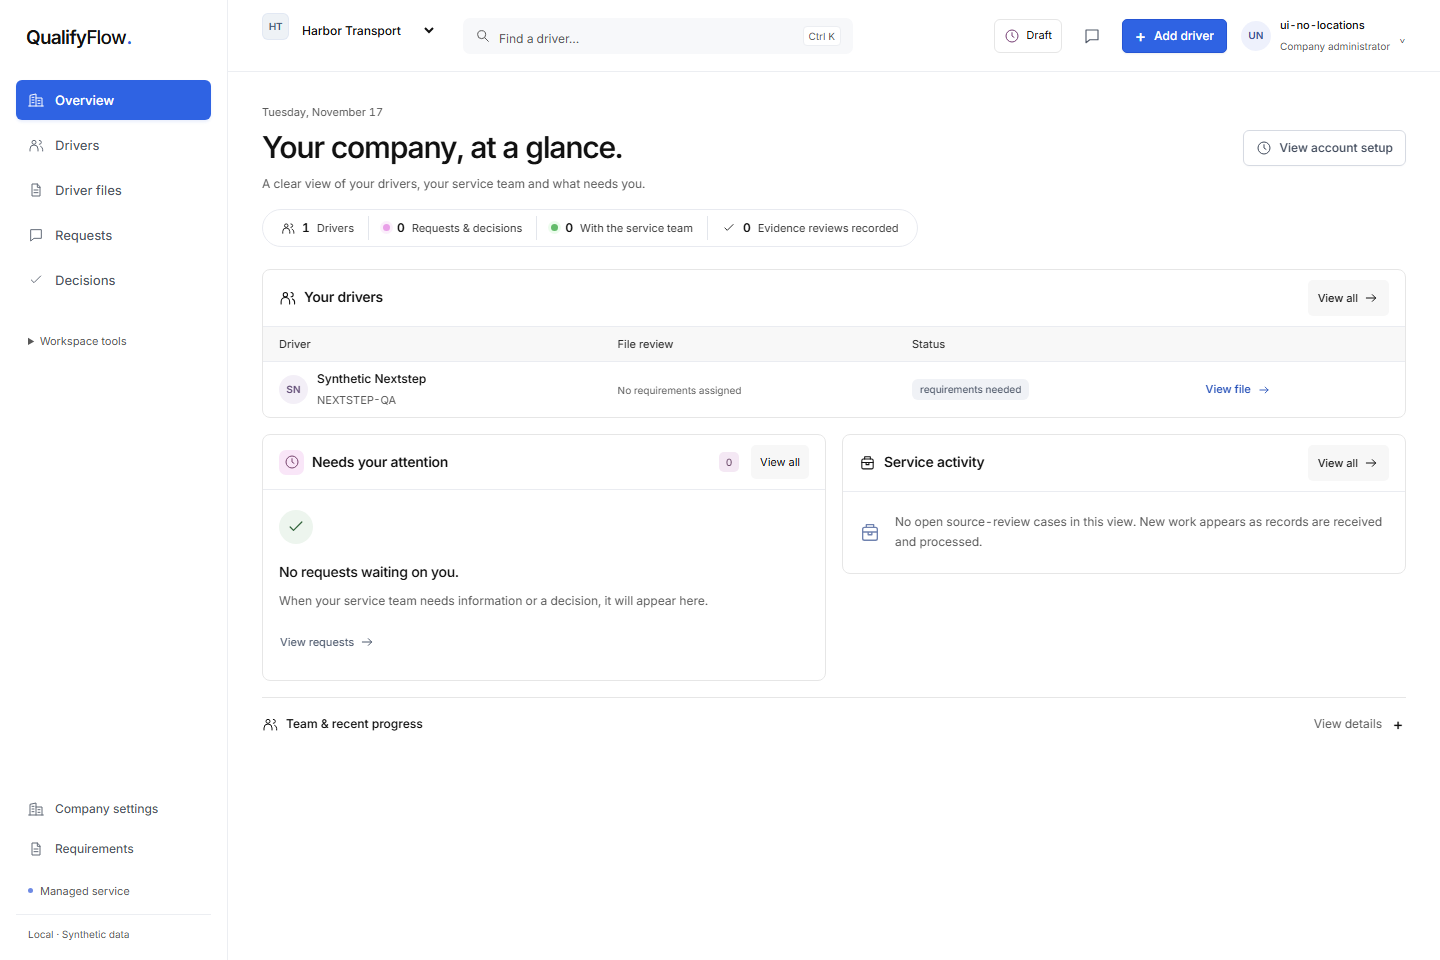 QualifyFlow.
Overview
Drivers
Driver files
Requests
Decisions
Workspace tools
Company settings
Requirements
Managed service
Local · Synthetic data
HT
Harbor Transport
Find a driver...
Ctrl K
Draft
+ Add driver
UN
ui-no-locations
Company administrator
Tuesday, November 17
Your company, at a glance.
A clear view of your drivers, your service team and what needs you.
View account setup
1 Drivers
0 Requests & decisions
0 With the service team
0 Evidence reviews recorded
Your drivers
View all →
Driver File review Status
SN
Synthetic Nextstep
NEXTSTEP-QA
No requirements assigned
requirements needed
View file →
Needs your attention
0
View all
No requests waiting on you.
When your service team needs information or a decision, it will appear here.
View requests →
Service activity
View all →
No open source-review cases in this view. New work appears as records are received
and processed.
Team & recent progress
View details +